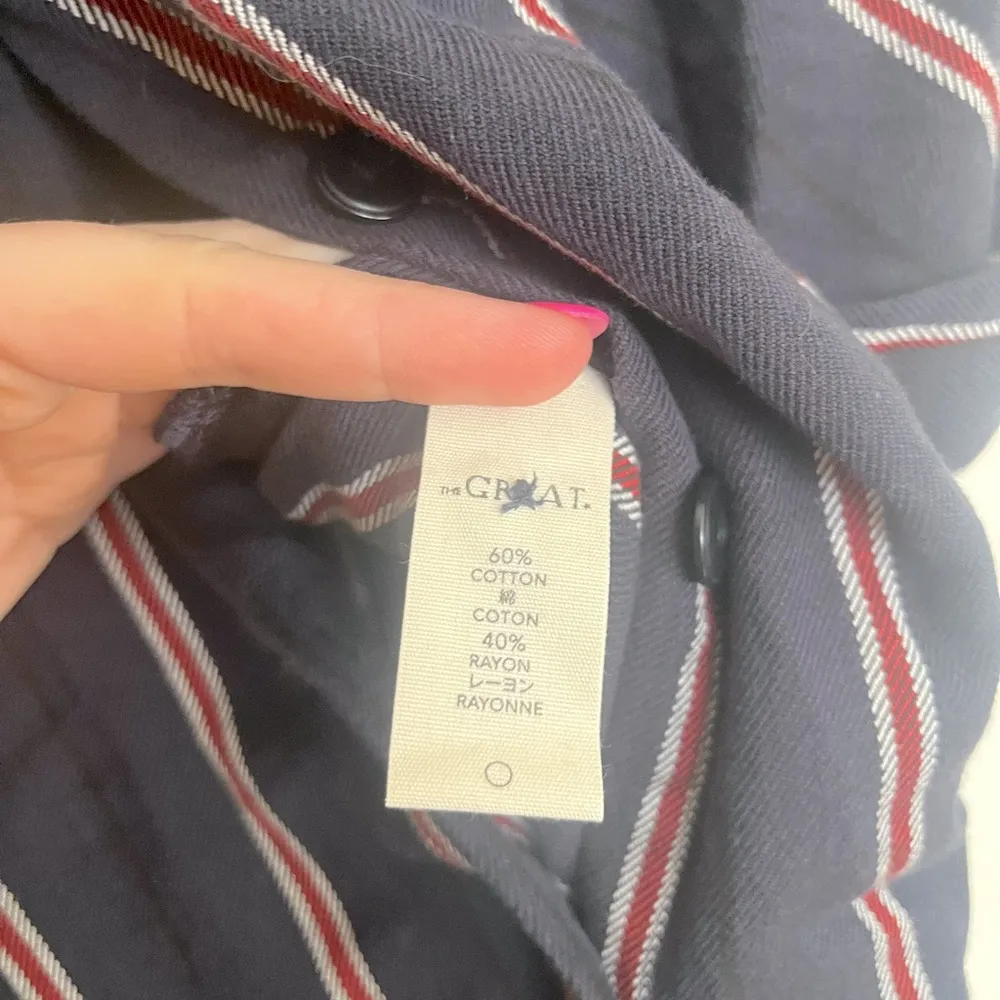 THE GREAT.
60%
COTTON
綿
COTON
40%
RAYON
レーヨン
RAYONNE